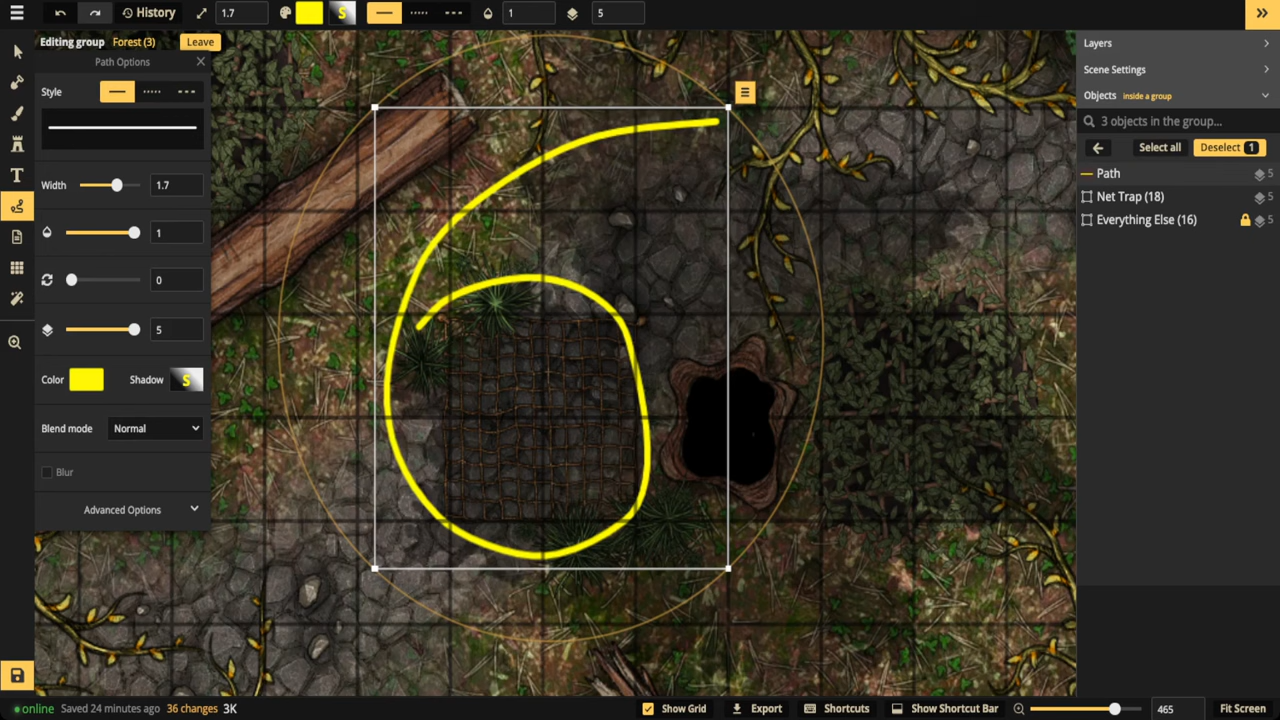 History
1.7
S
1
5
Editing group Forest (3) Leave
Path Options
Style
Width 1.7
1
0
5
Color Shadow S
Blend mode Normal
Blur
Advanced Options
Layers
Scene Settings
Objects inside a group
3 objects in the group...
Select all Deselect 1
Path 5
Net Trap (18) 5
Everything Else (16) 5
T
online Saved 24 minutes ago 36 changes 3K
Show Grid Export Shortcuts Show Shortcut Bar 465 Fit Screen